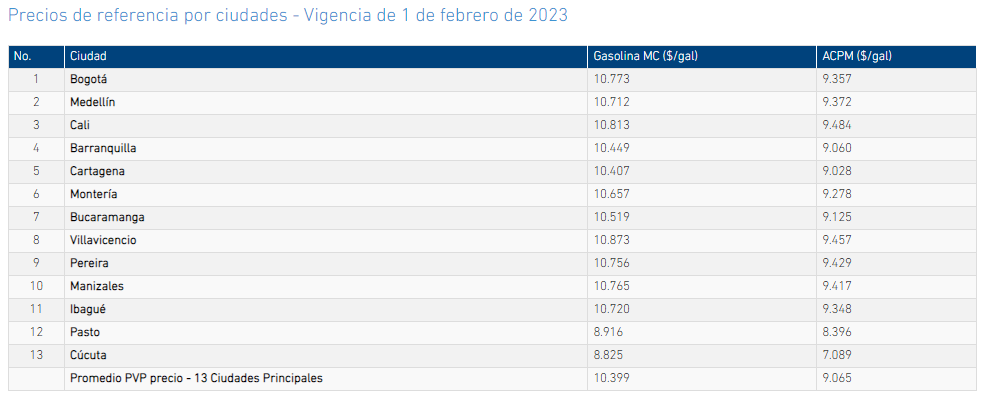 Precios de referencia por ciudades - Vigencia de 1 de febrero de 2023
No. Ciudad Gasolina MC ($/gal) ACPM ($/gal)
1 Bogotá 10.773 9.357
2 Medellín 10.712 9.372
3 Cali 10.813 9.484
4 Barranquilla 10.449 9.060
5 Cartagena 10.407 9.028
6 Montería 10.657 9.278
7 Bucaramanga 10.519 9.125
8 Villavicencio 10.873 9.457
9 Pereira 10.756 9.429
10 Manizales 10.765 9.417
11 Ibagué 10.720 9.348
12 Pasto 8.916 8.396
13 Cúcuta 8.825 7.089
Promedio PVP precio - 13 Ciudades Principales 10.399 9.065